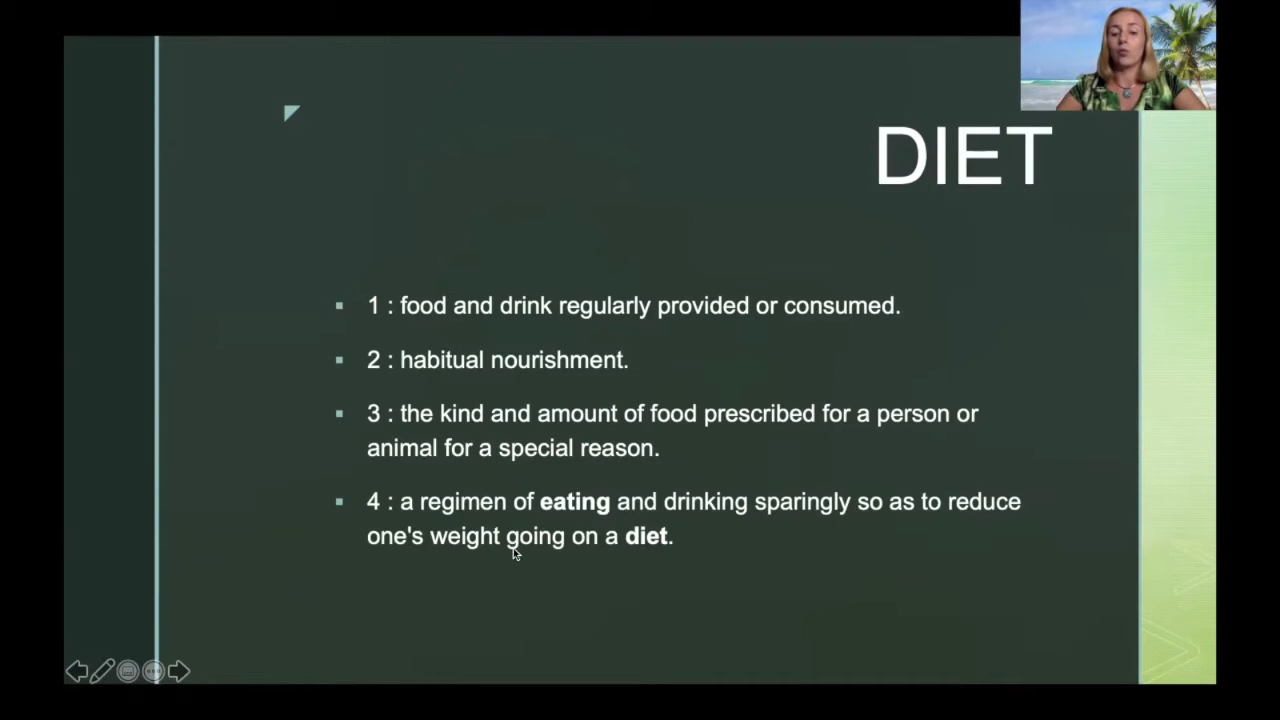 DIET
1 : food and drink regularly provided or consumed.
2 : habitual nourishment.
3 : the kind and amount of food prescribed for a person or
animal for a special reason.
4 : a regimen of eating and drinking sparingly so as to reduce
one's weight going on a diet.